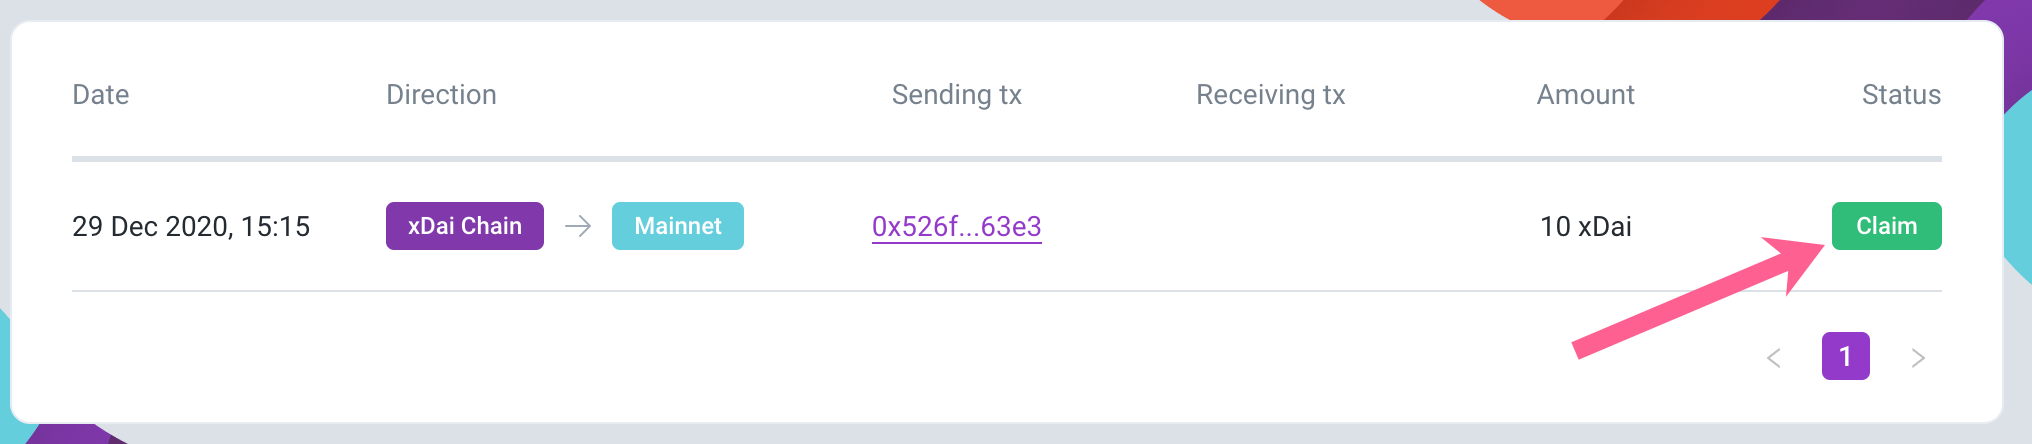 Date Direction Sending tx Receiving tx Amount Status
29 Dec 2020, 15:15 xDai Chain → Mainnet 0x526f...63e3 10 xDai Claim
< 1 >